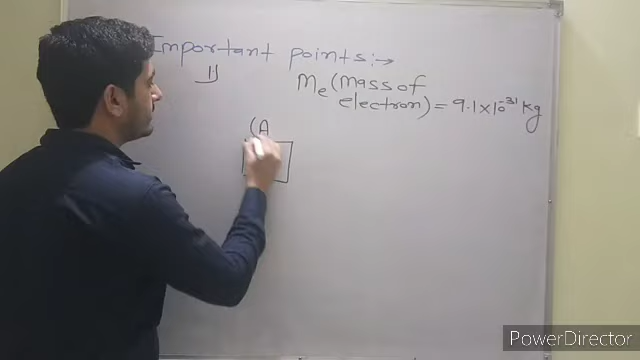 Important points:→
1)
Me (Mass of
electron) = 9.1×10⁻³¹ kg
(A
PowerDirector